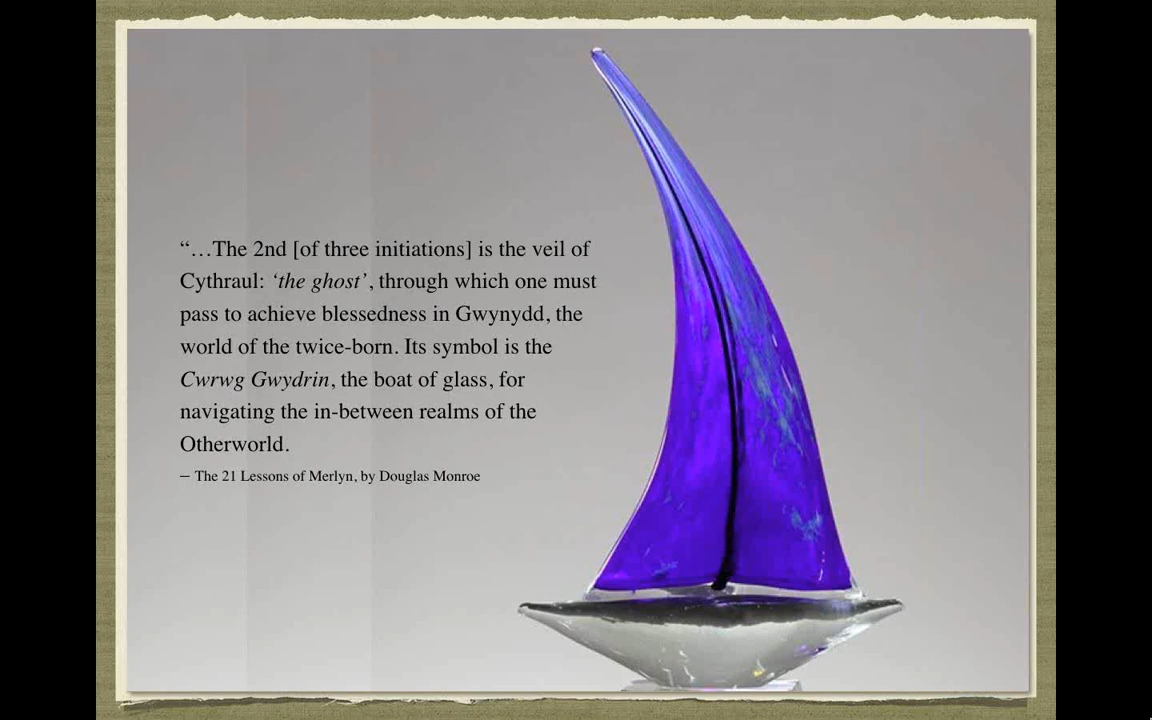 “…The 2nd [of three initiations] is the veil of
Cythraul: ‘the ghost’, through which one must
pass to achieve blessedness in Gwynydd, the
world of the twice-born. Its symbol is the
Cwrwg Gwydrin, the boat of glass, for
navigating the in-between realms of the
Otherworld.
– The 21 Lessons of Merlyn, by Douglas Monroe